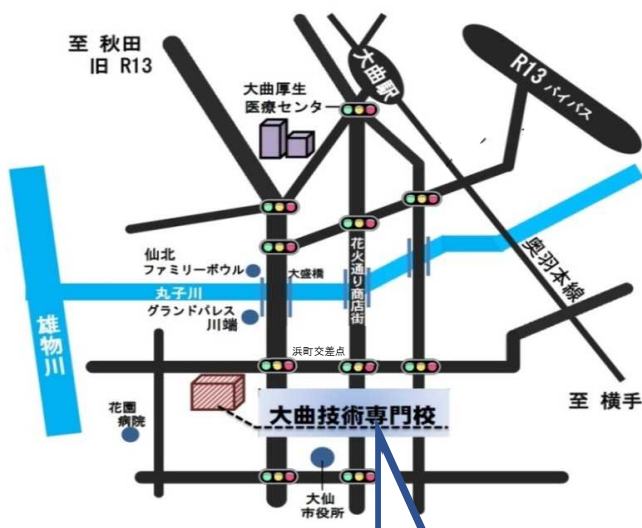 至 秋田
旧 R13
大曲厚生
医療センター
大曲駅
R13 バイパス
仙北
ファミリーボウル
大盛橋
花火通り商店街
奥羽本線
丸子川
グランドパレス
川端
雄物川
浜町交差点
至 横手
花園
病院
大曲技術専門校
大仙
市役所